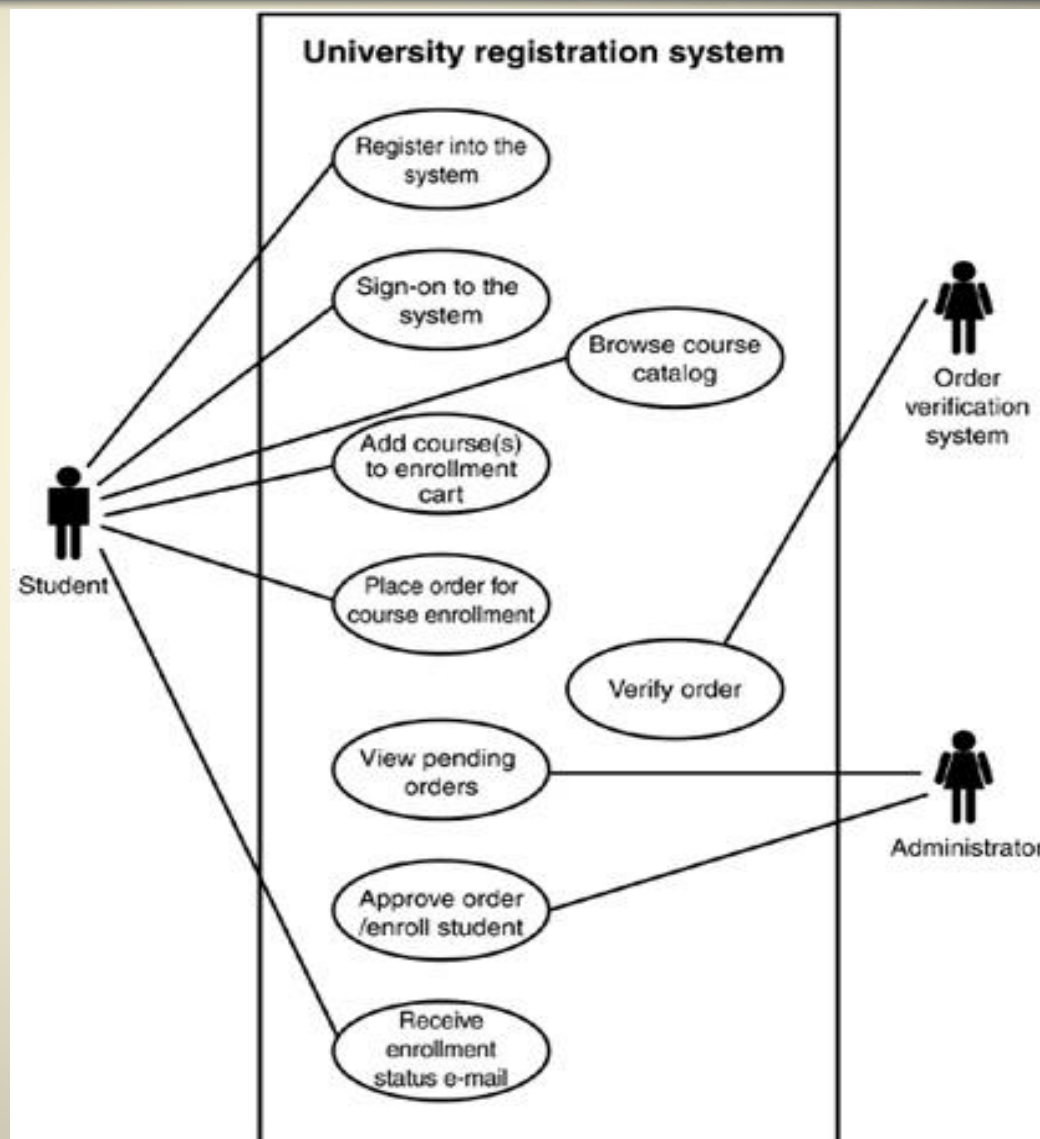 University registration system
Register into the
system
Sign-on to the
system
Browse course
catalog
Order
verification
system
Add course(s)
to enrollment
cart
Student
Place order for
course enrollment
Verify order
View pending
orders
Administrator
Approve order
/enroll student
Receive
enrollment
status e-mail